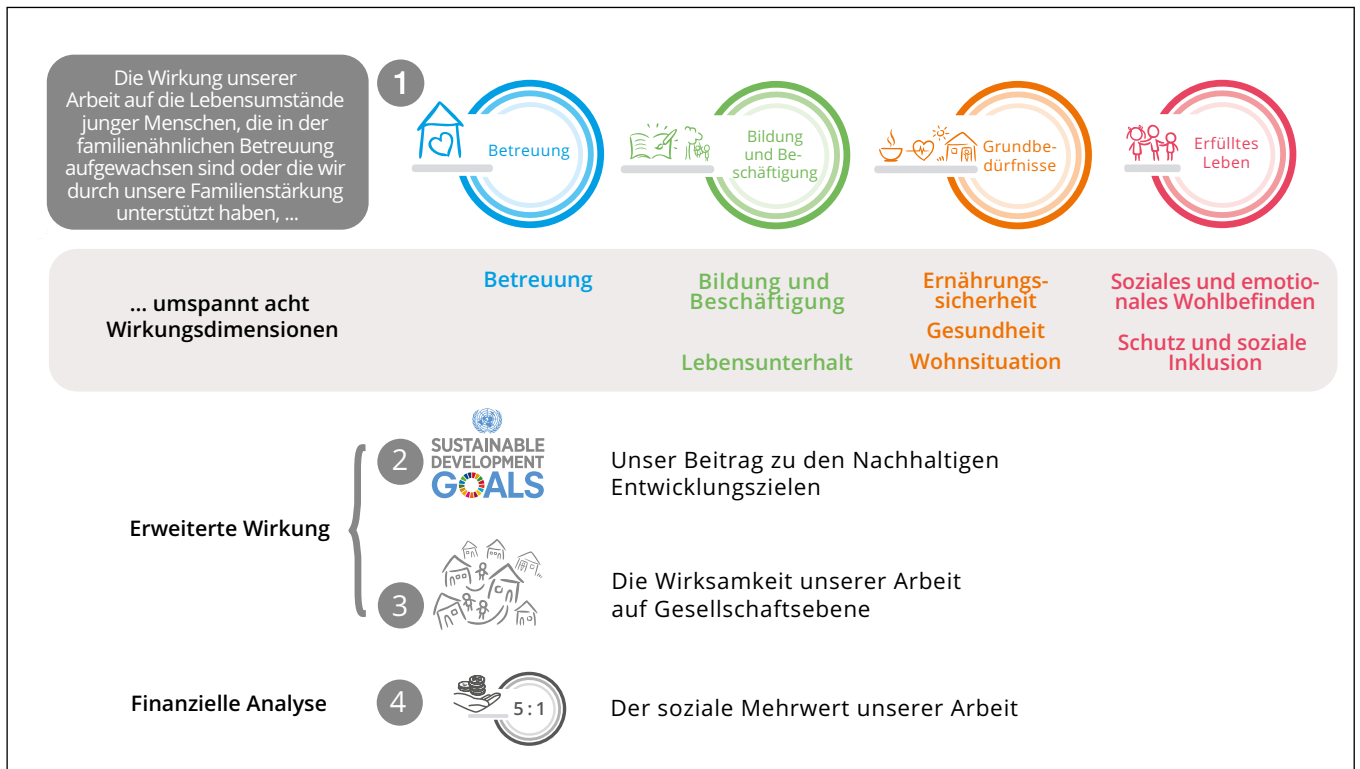 Die Wirkung unserer
Arbeit auf die Lebensumstände
junger Menschen, die in der
familienähnlichen Betreuung
aufgewachsen sind oder die wir
durch unsere Familienstärkung
unterstützt haben, ...
1
Betreuung
Bildung
und Be-
schäftigung
Grundbe-
dürfnisse
Erfülltes
Leben
... umspannt acht
Wirkungsdimensionen
Betreuung
Bildung und
Beschäftigung
Lebensunterhalt
Ernährungs-
sicherheit
Gesundheit
Wohnsituation
Soziales und emotio-
nales Wohlbefinden
Schutz und soziale
Inklusion
Erweiterte Wirkung
2
SUSTAINABLE
DEVELOPMENT
GOALS
Unser Beitrag zu den Nachhaltigen
Entwicklungszielen
3
Die Wirksamkeit unserer Arbeit
auf Gesellschaftsebene
Finanzielle Analyse
4
5 : 1
Der soziale Mehrwert unserer Arbeit